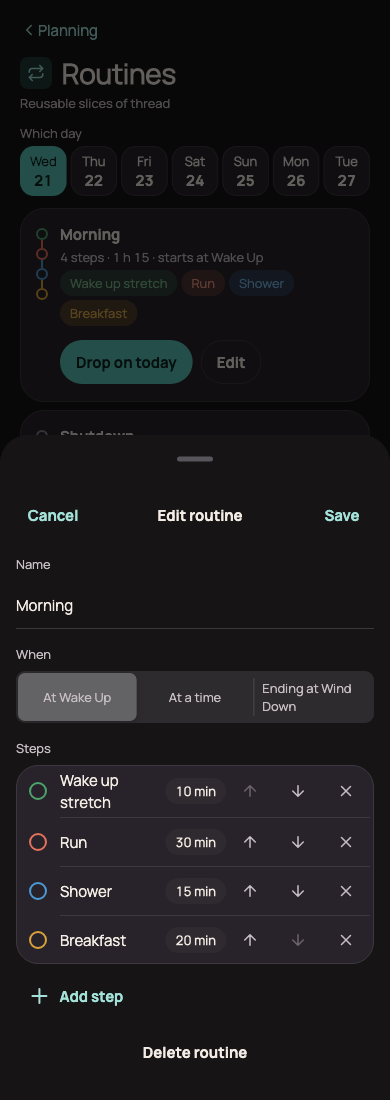 Planning
Routines
Reusable slices of thread
Which day
Wed Thu Fri Sat Sun Mon Tue
21 22 23 24 25 26 27
Morning
4 steps · 1 h 15 · starts at Wake Up
Wake up stretch Run Shower
Breakfast
Drop on today Edit
Shutdown
Cancel Edit routine Save
Name
Morning
When
At Wake Up At a time Ending at Wind
Down
Steps
Wake up
stretch 10 min
Run 30 min
Shower 15 min
Breakfast 20 min
Add step
Delete routine